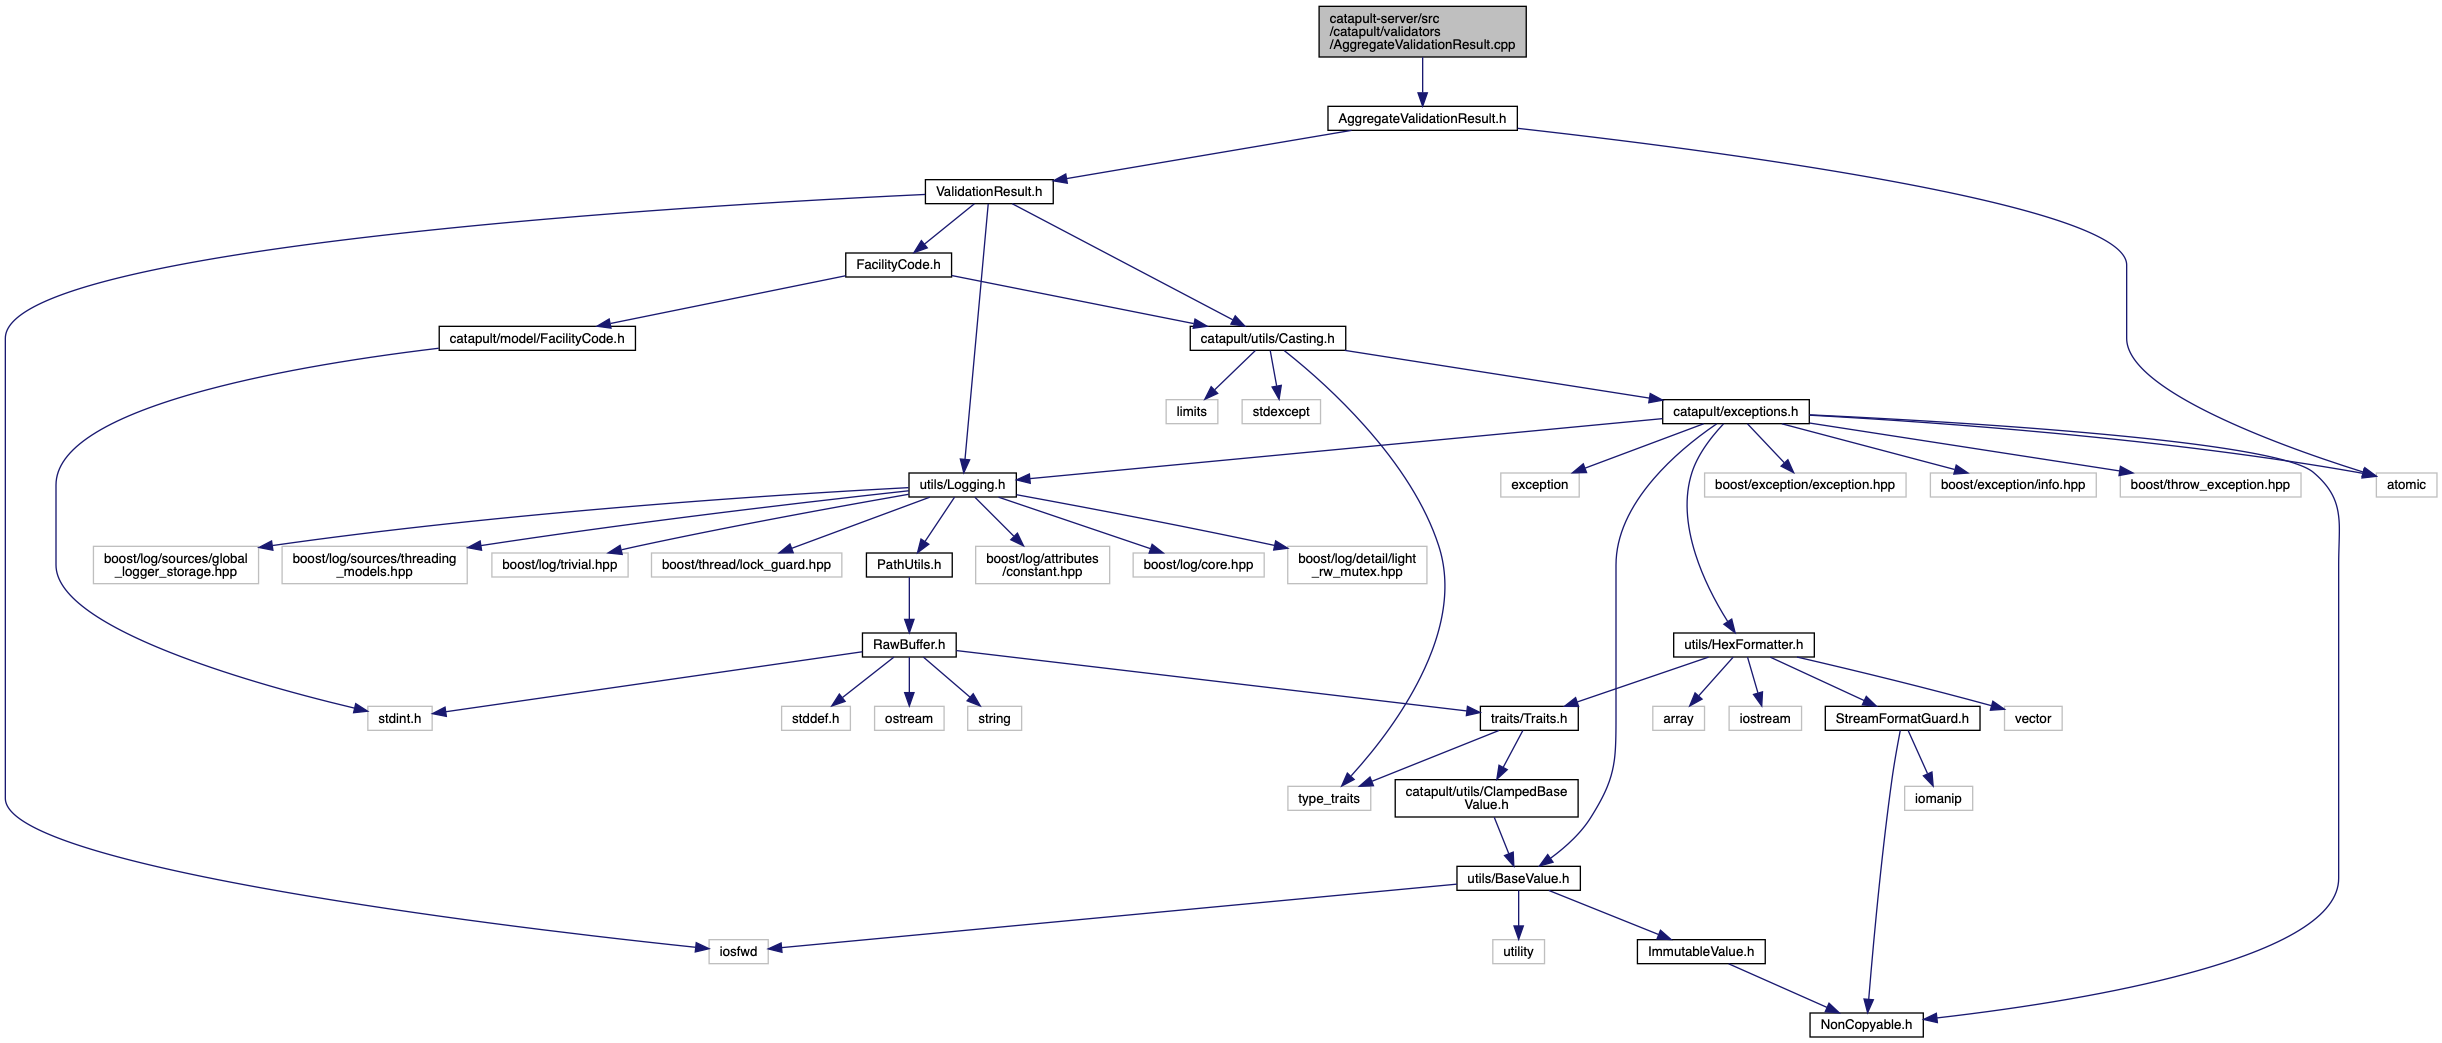 catapult-server/src
/catapult/validators
/AggregateValidationResult.cpp
AggregateValidationResult.h
ValidationResult.h
FacilityCode.h
catapult/model/FacilityCode.h
catapult/utils/Casting.h
limits
stdexcept
catapult/exceptions.h
utils/Logging.h
exception
boost/exception/exception.hpp
boost/exception/info.hpp
boost/throw_exception.hpp
atomic
boost/log/sources/global
_logger_storage.hpp
boost/log/sources/threading
_models.hpp
boost/log/trivial.hpp
boost/thread/lock_guard.hpp
PathUtils.h
boost/log/attributes
/constant.hpp
boost/log/core.hpp
boost/log/detail/light
_rw_mutex.hpp
RawBuffer.h
utils/HexFormatter.h
stdint.h
stddef.h
ostream
string
traits/Traits.h
array
iostream
StreamFormatGuard.h
vector
type_traits
catapult/utils/ClampedBase
Value.h
iomanip
utils/BaseValue.h
iosfwd
utility
ImmutableValue.h
NonCopyable.h